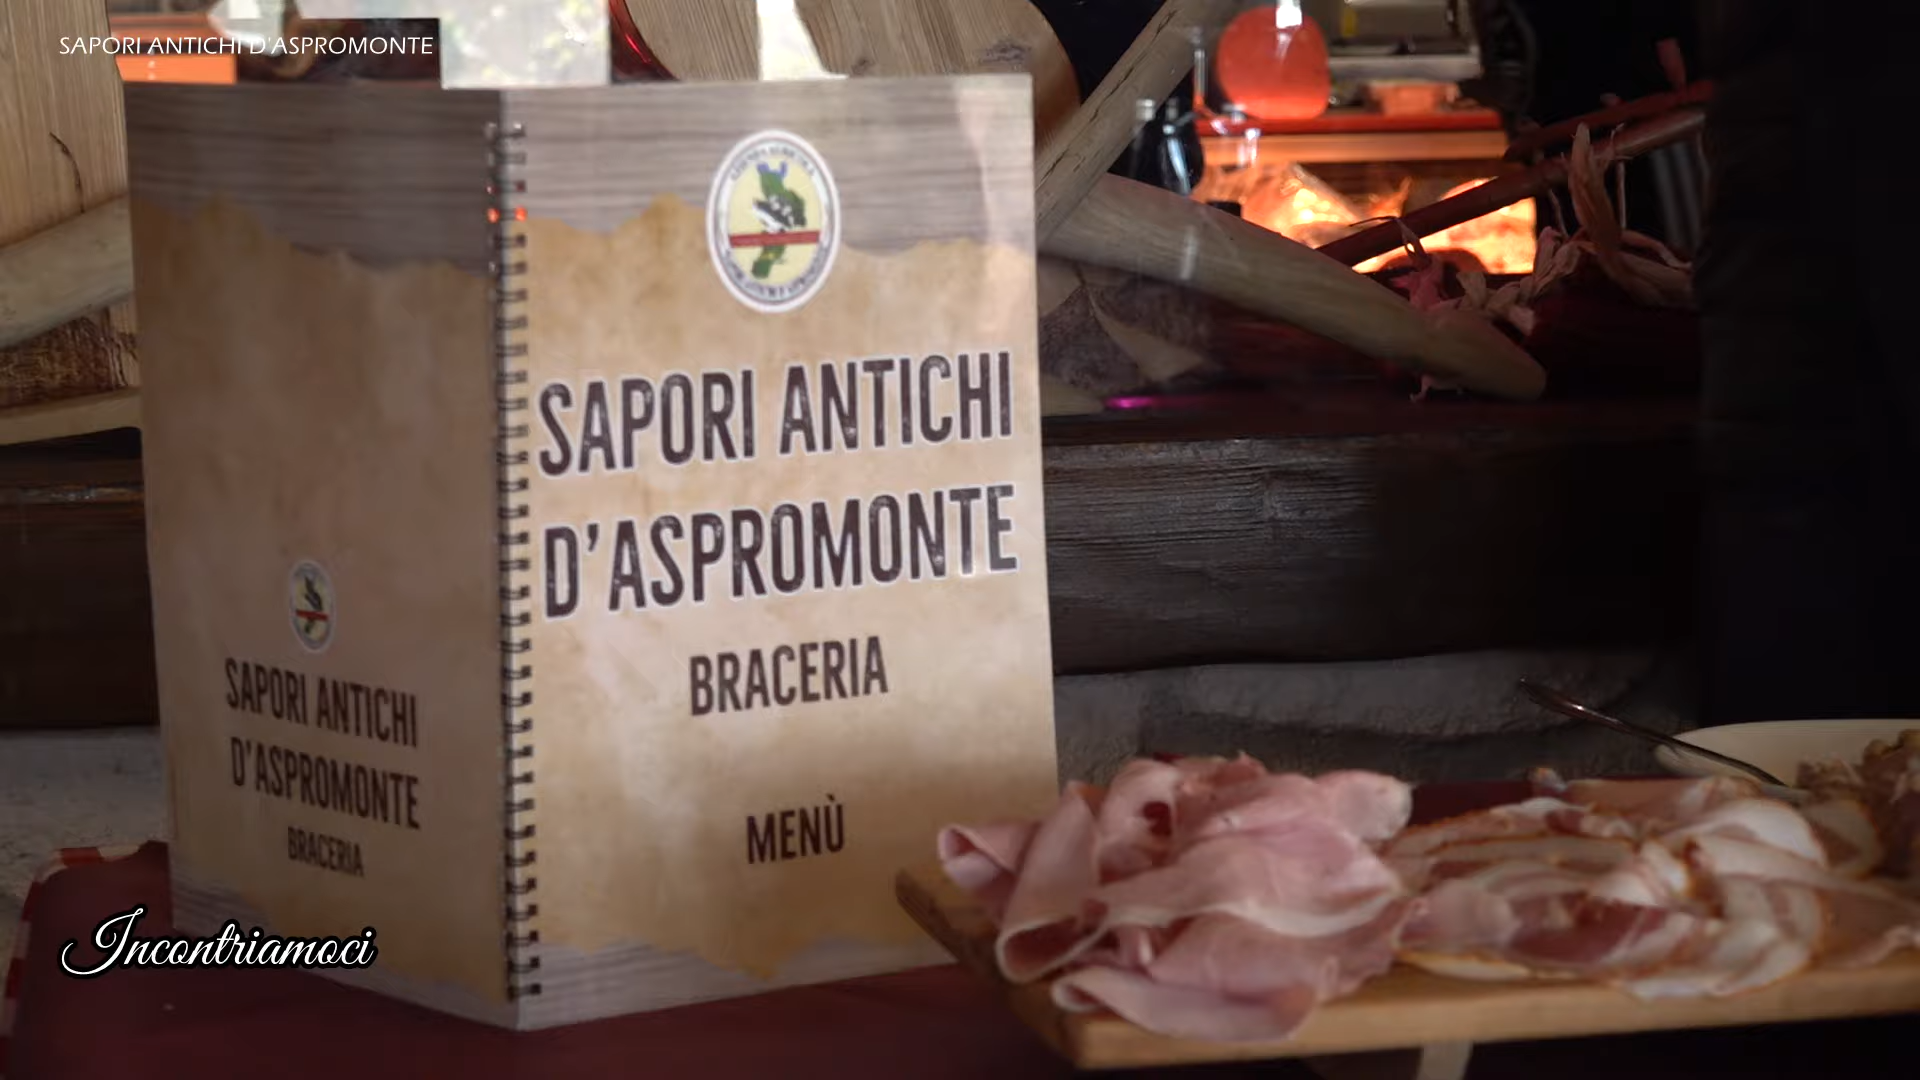 SAPORI ANTICHI D'ASPROMONTE
SAPORI ANTICHI
D'ASPROMONTE
BRACERIA
MENÙ
SAPORI ANTICHI
D'ASPROMONTE
BRACERIA
Incontriamoci